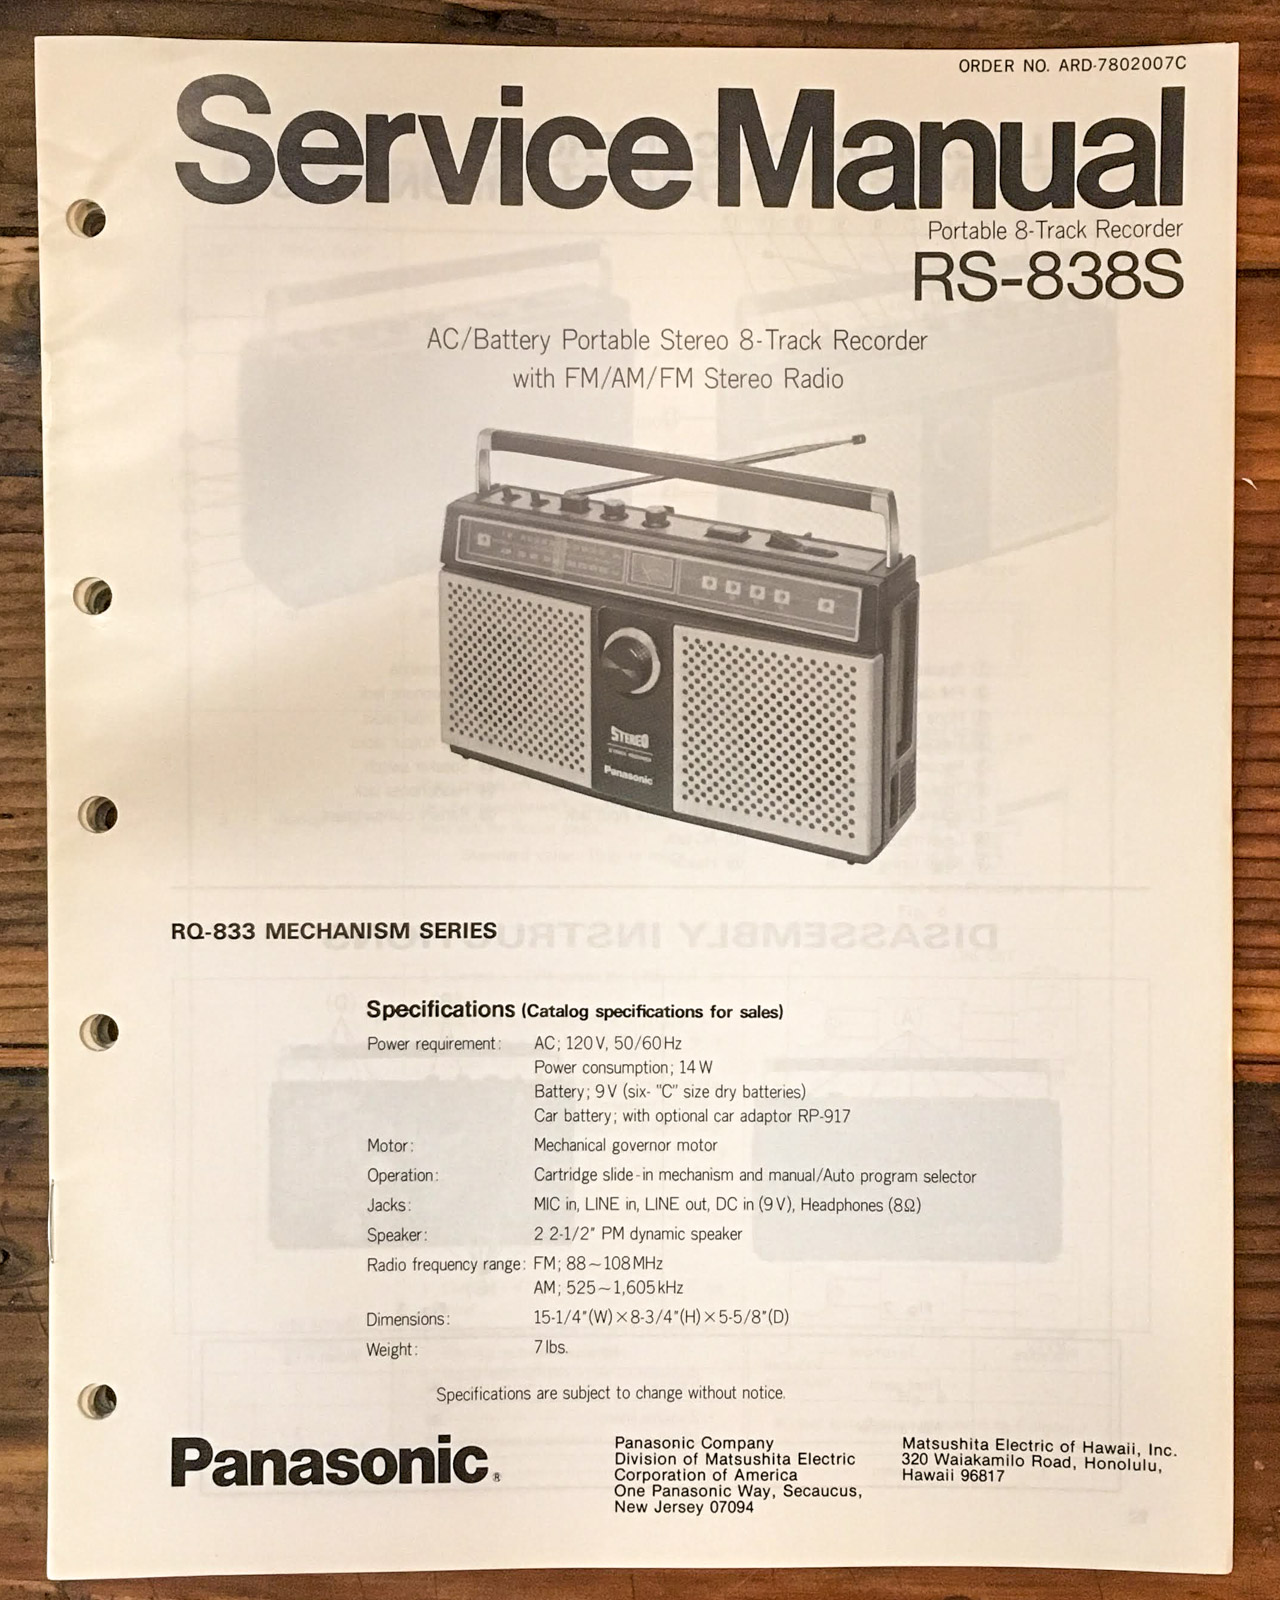 ORDER NO. ARD-7802007C
Service Manual
Portable 8-Track Recorder
RS-838S
AC/Battery Portable Stereo 8-Track Recorder
with FM/AM/FM Stereo Radio
STEREO
Panasonic
RQ-833 MECHANISM SERIES
DISASSEMBLY INSTRUCTIONS
Specifications (Catalog specifications for sales)
Power requirement: AC; 120V, 50/60Hz
Power consumption; 14W
Battery; 9V (six- "C" size dry batteries)
Car battery; with optional car adaptor RP-917
Motor: Mechanical governor motor
Operation: Cartridge slide-in mechanism and manual/Auto program selector
Jacks: MIC in, LINE in, LINE out, DC in (9V), Headphones (8Ω)
Speaker: 2 2-1/2" PM dynamic speaker
Radio frequency range: FM; 88~108MHz
AM; 525~1,605kHz
Dimensions: 15-1/4"(W)×8-3/4"(H)×5-5/8"(D)
Weight: 7 lbs.
Specifications are subject to change without notice.
Panasonic®
Panasonic Company
Division of Matsushita Electric
Corporation of America
One Panasonic Way, Secaucus,
New Jersey 07094
Matsushita Electric of Hawaii, Inc.
320 Waiakamilo Road, Honolulu,
Hawaii 96817